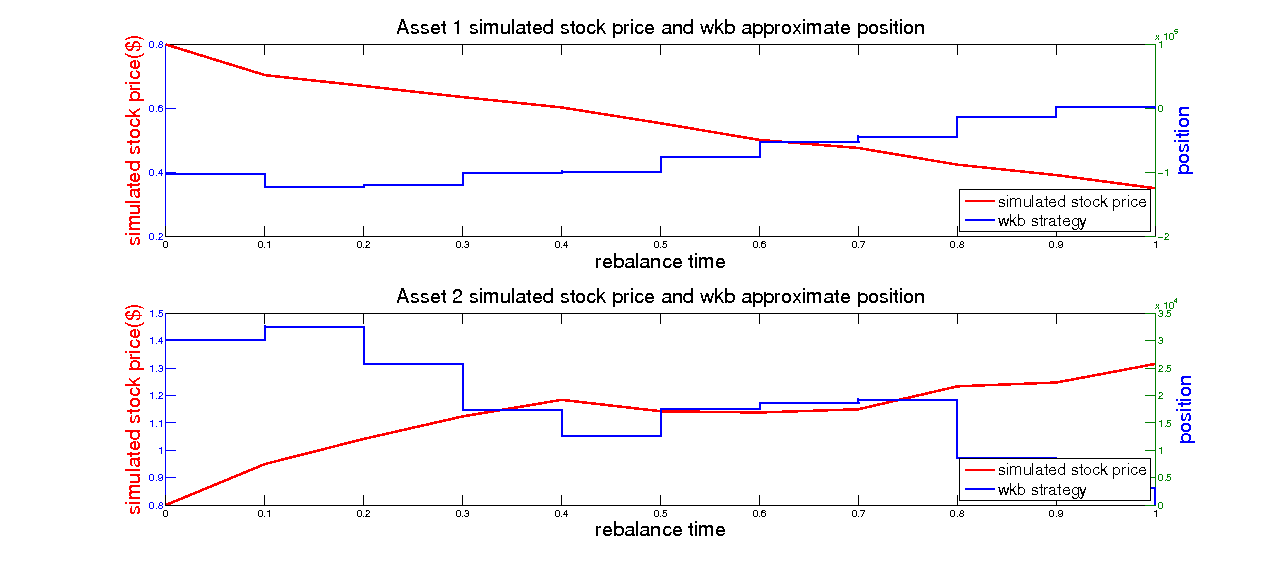 Asset 1 simulated stock price and wkb approximate position
simulated stock price($)
0.8
0.6
0.4
0.2
x 10^5
1
0
-1
-2
position
simulated stock price
wkb strategy
0 0.1 0.2 0.3 0.4 0.5 0.6 0.7 0.8 0.9 1
rebalance time
Asset 2 simulated stock price and wkb approximate position
simulated stock price($)
1.5
1.4
1.3
1.2
1.1
1
0.9
0.8
x 10^4
3.5
3
2.5
2
1.5
1
0.5
0
position
simulated stock price
wkb strategy
0 0.1 0.2 0.3 0.4 0.5 0.6 0.7 0.8 0.9 1
rebalance time